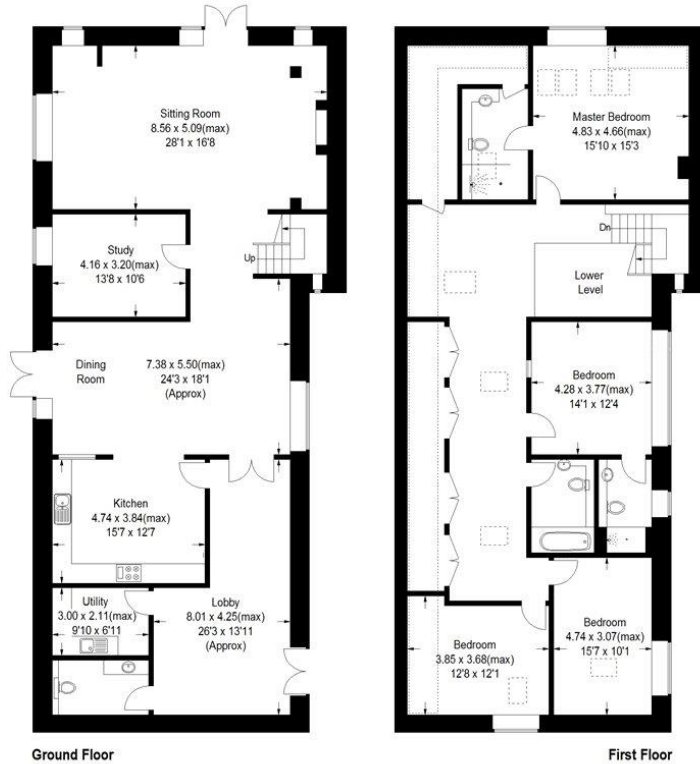 Sitting Room
8.56 x 5.09(max)
28'1 x 16'8
Study
4.16 x 3.20(max)
13'8 x 10'6
Up
Dining
Room
7.38 x 5.50(max)
24'3 x 18'1
(Approx)
Kitchen
4.74 x 3.84(max)
15'7 x 12'7
Utility
3.00 x 2.11(max)
9'10 x 6'11
Lobby
8.01 x 4.25(max)
26'3 x 13'11
(Approx)
Ground Floor
Master Bedroom
4.83 x 4.66(max)
15'10 x 15'3
Dn
Lower
Level
Bedroom
4.28 x 3.77(max)
14'1 x 12'4
Bedroom
4.74 x 3.07(max)
15'7 x 10'1
Bedroom
3.85 x 3.68(max)
12'8 x 12'1
First Floor